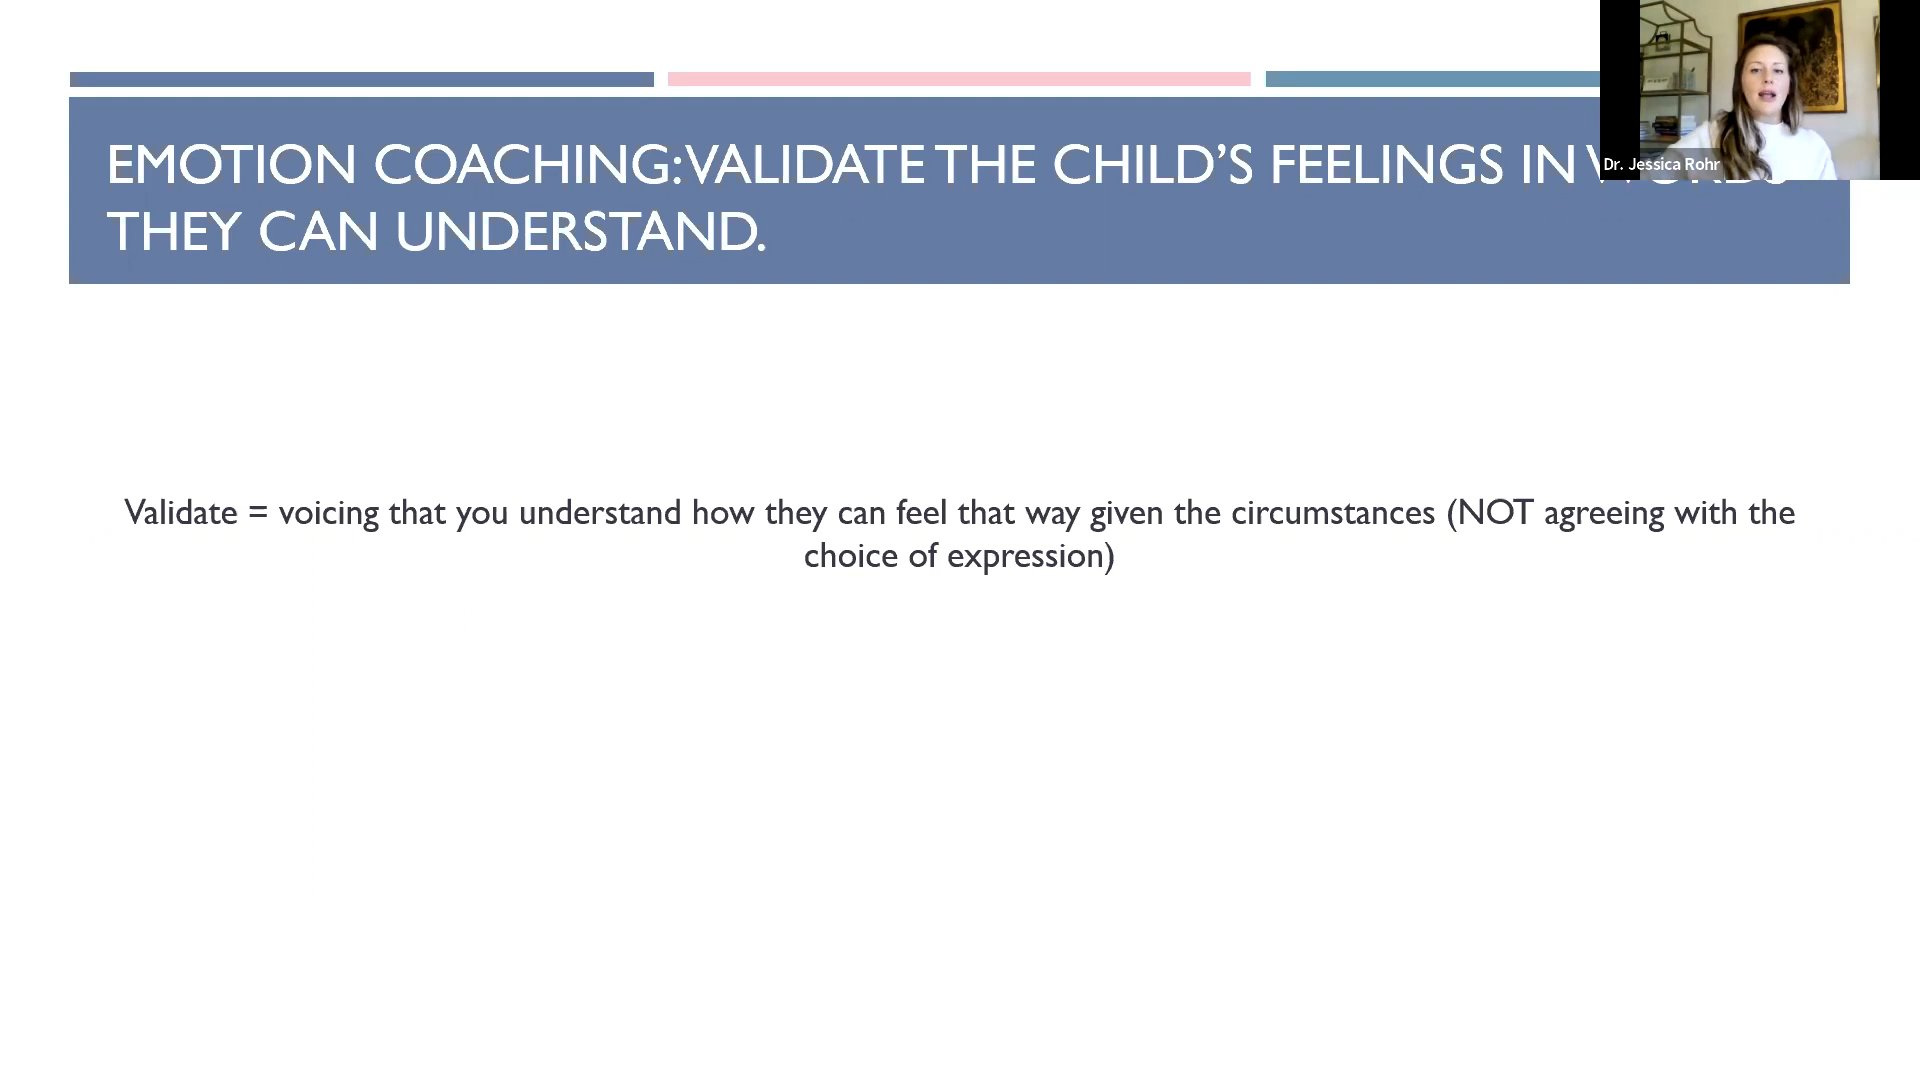 EMOTION COACHING: VALIDATE THE CHILD’S FEELINGS IN
THEY CAN UNDERSTAND.
Dr. Jessica Rohr
Validate = voicing that you understand how they can feel that way given the circumstances (NOT agreeing with the
choice of expression)